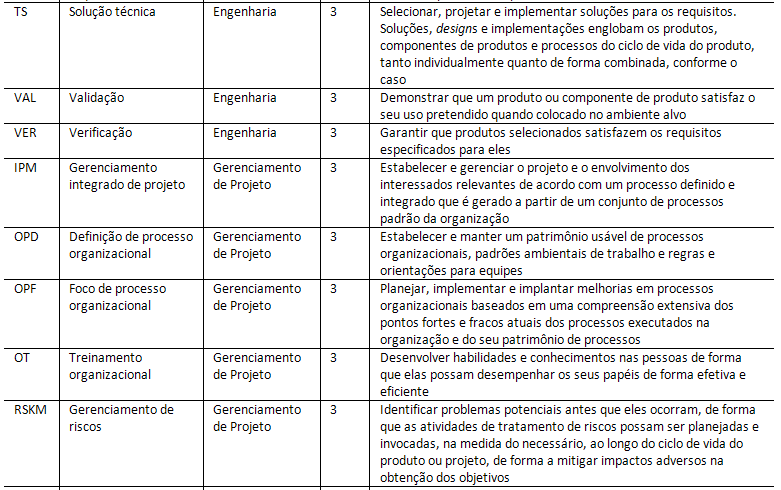 TS Solução técnica Engenharia 3 Selecionar, projetar e implementar soluções para os requisitos.
Soluções, designs e implementações englobam os produtos,
componentes de produtos e processos do ciclo de vida do produto,
tanto individualmente quanto de forma combinada, conforme o
caso
VAL Validação Engenharia 3 Demonstrar que um produto ou componente de produto satisfaz o
seu uso pretendido quando colocado no ambiente alvo
VER Verificação Engenharia 3 Garantir que produtos selecionados satisfazem os requisitos
especificados para eles
IPM Gerenciamento Gerenciamento 3 Estabelecer e gerenciar o projeto e o envolvimento dos
integrado de projeto de Projeto interessados relevantes de acordo com um processo definido e
integrado que é gerado a partir de um conjunto de processos
padrão da organização
OPD Definição de processo Gerenciamento 3 Estabelecer e manter um patrimônio usável de processos
organizacional de Projeto organizacionais, padrões ambientais de trabalho e regras e
orientações para equipes
OPF Foco de processo Gerenciamento 3 Planejar, implementar e implantar melhorias em processos
organizacional de Projeto organizacionais baseados em uma compreensão extensiva dos
pontos fortes e fracos atuais dos processos executados na
organização e do seu patrimônio de processos
OT Treinamento Gerenciamento 3 Desenvolver habilidades e conhecimentos nas pessoas de forma
organizacional de Projeto que elas possam desempenhar os seus papéis de forma efetiva e
eficiente
RSKM Gerenciamento de Gerenciamento 3 Identificar problemas potenciais antes que eles ocorram, de forma
riscos de Projeto que as atividades de tratamento de riscos possam ser planejadas e
invocadas, na medida do necessário, ao longo do ciclo de vida do
produto ou projeto, de forma a mitigar impactos adversos na
obtenção dos objetivos